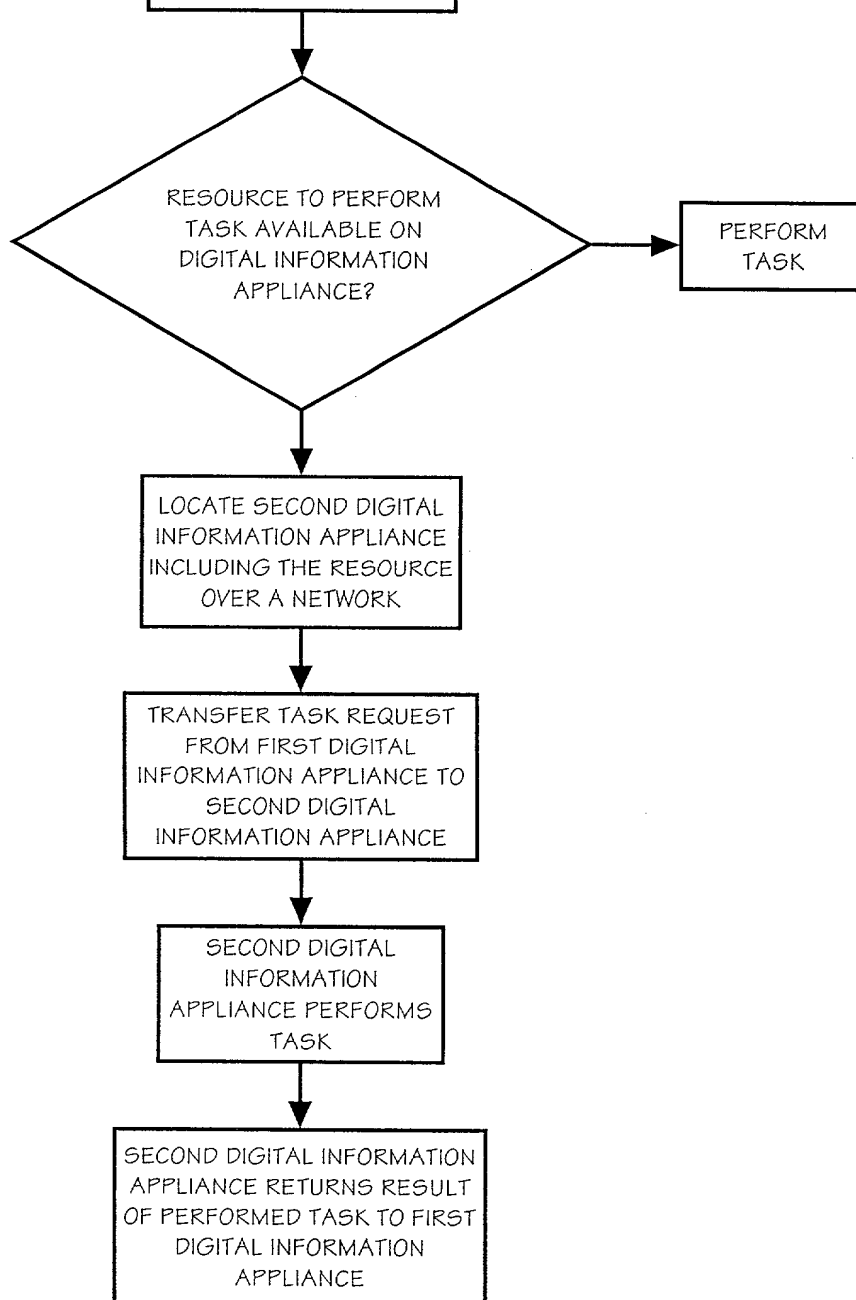 RESOURCE TO PERFORM
TASK AVAILABLE ON
DIGITAL INFORMATION
APPLIANCE?
PERFORM
TASK
LOCATE SECOND DIGITAL
INFORMATION APPLIANCE
INCLUDING THE RESOURCE
OVER A NETWORK
TRANSFER TASK REQUEST
FROM FIRST DIGITAL
INFORMATION APPLIANCE TO
SECOND DIGITAL
INFORMATION APPLIANCE
SECOND DIGITAL
INFORMATION
APPLIANCE PERFORMS
TASK
SECOND DIGITAL INFORMATION
APPLIANCE RETURNS RESULT
OF PERFORMED TASK TO FIRST
DIGITAL INFORMATION
APPLIANCE